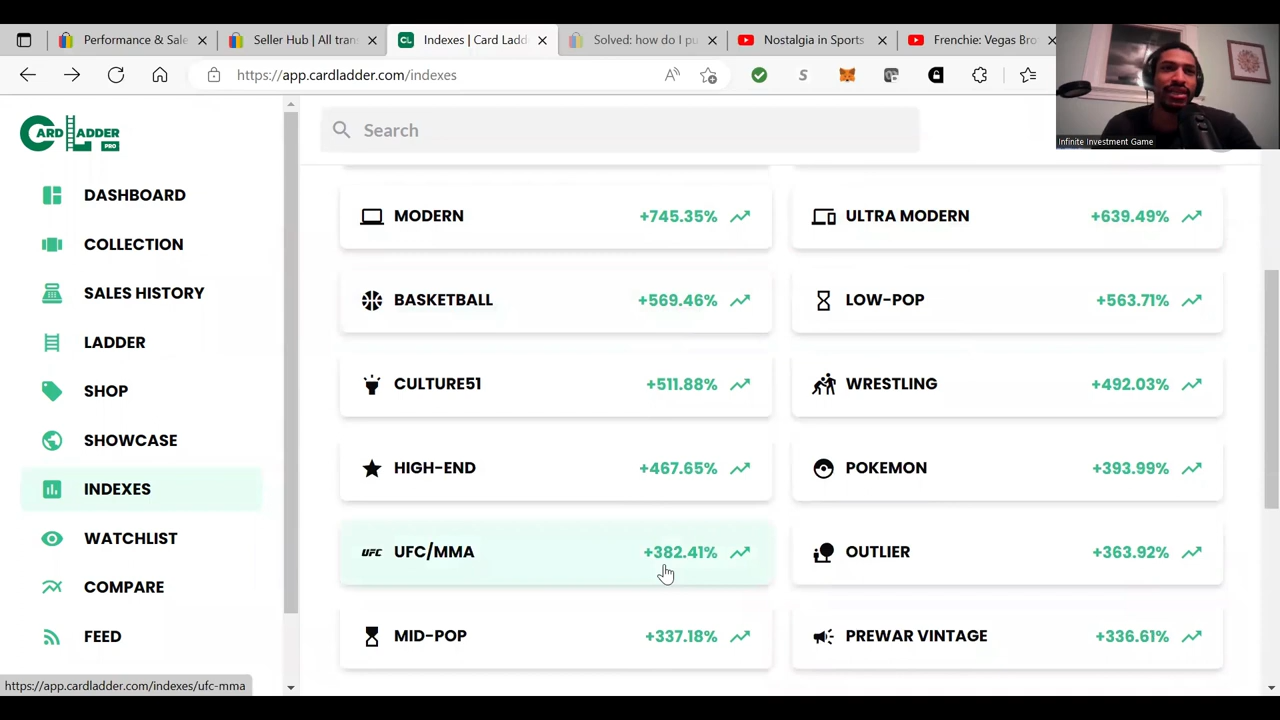 Performance & Sale
Seller Hub | All tran
CL
Indexes | Card Ladd
Solved: how do I pu
Nostalgia in Sports
Frenchie: Vegas Bro
https://app.cardladder.com/indexes
Infinite Investment Game
CARD LADDER
PRO
Search
DASHBOARD
COLLECTION
SALES HISTORY
LADDER
SHOP
SHOWCASE
INDEXES
WATCHLIST
COMPARE
FEED
MODERN +745.35%
ULTRA MODERN +639.49%
BASKETBALL +569.46%
LOW-POP +563.71%
CULTURE51 +511.88%
WRESTLING +492.03%
HIGH-END +467.65%
POKEMON +393.99%
UFC UFC/MMA +382.41%
OUTLIER +363.92%
MID-POP +337.18%
PREWAR VINTAGE +336.61%
https://app.cardladder.com/indexes/ufc-mma